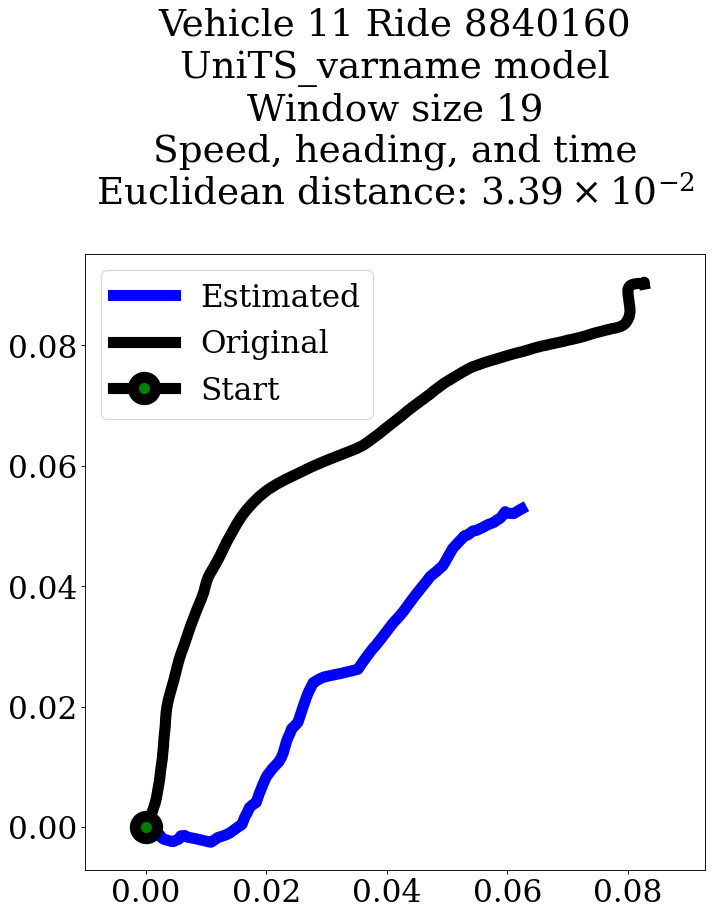 Vehicle 11 Ride 8840160
UniTS_varname model
Window size 19
Speed, heading, and time
Euclidean distance: 3.39 × 10⁻²
Estimated
Original
Start
0.08
0.06
0.04
0.02
0.00
0.00 0.02 0.04 0.06 0.08